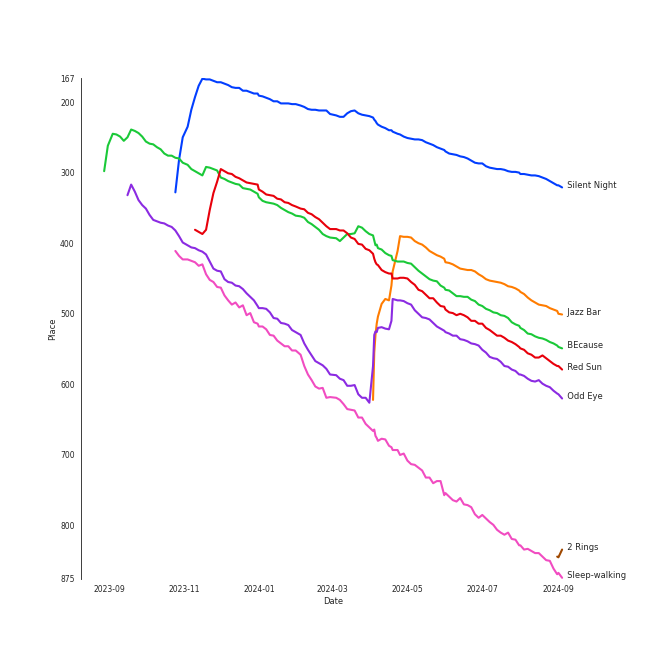 167
200
300
400
500
600
700
800
875
Place
2023-09
2023-11
2024-01
2024-03
2024-05
2024-07
2024-09
Date
Silent Night
Jazz Bar
BEcause
Red Sun
Odd Eye
2 Rings
Sleep-walking